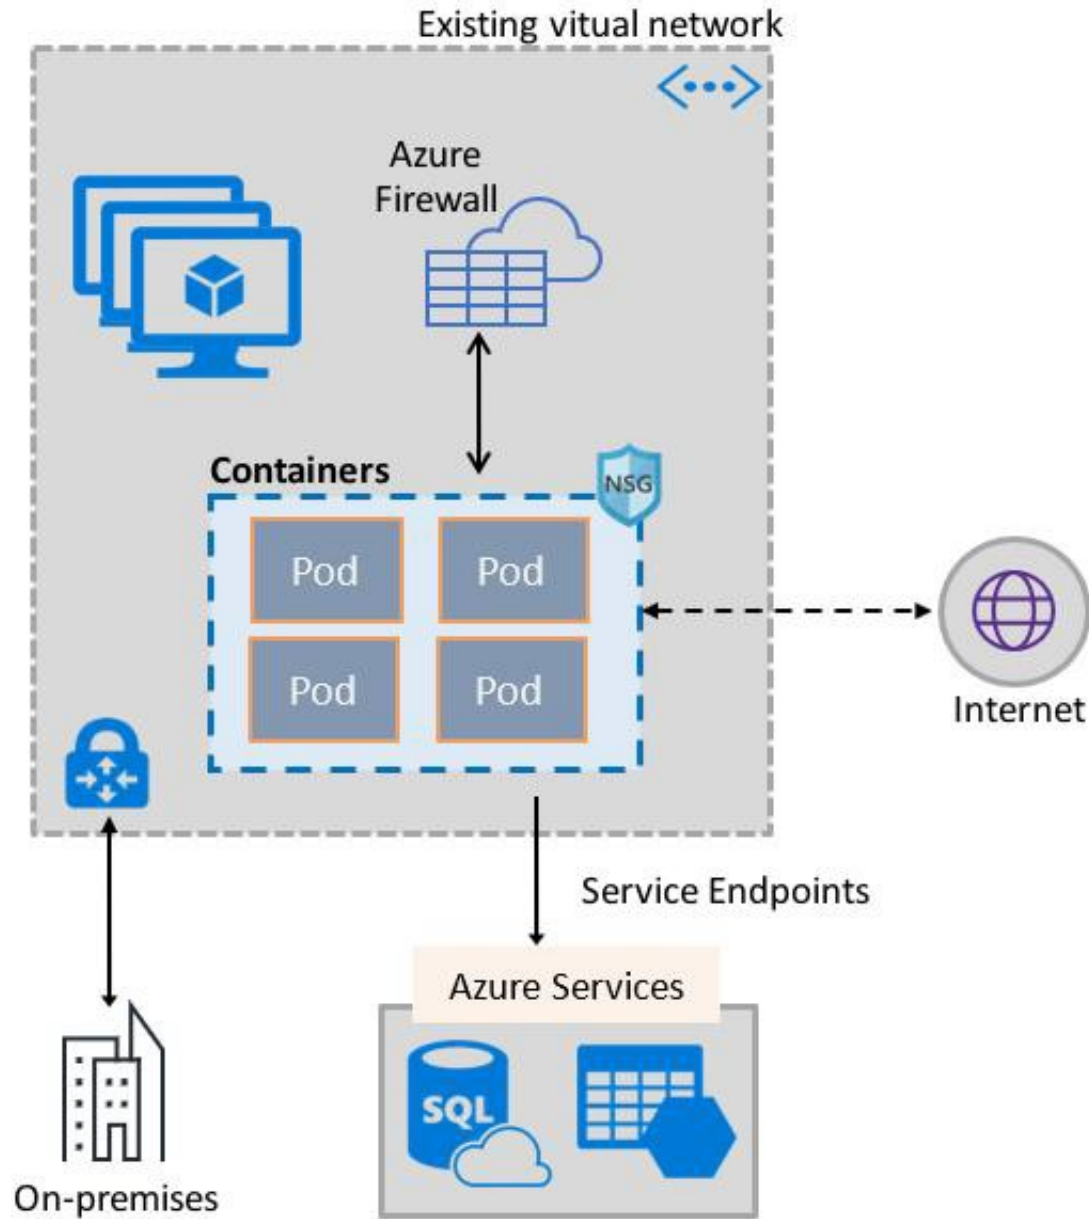 Existing vitual network
Azure
Firewall
Containers
NSG
Pod Pod
Pod Pod
Internet
Service Endpoints
Azure Services
SQL
On-premises